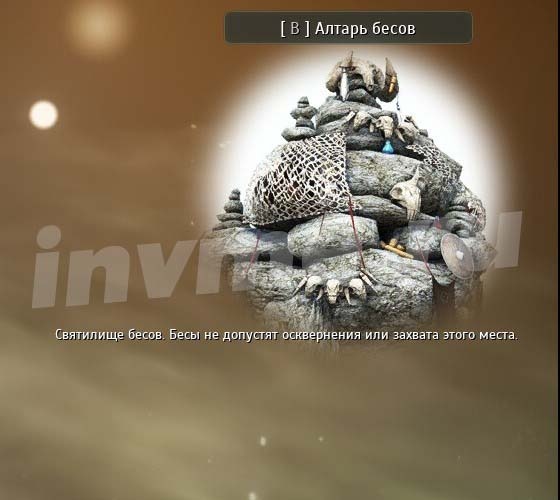 [ B ] Алтарь бесов
Святилище бесов. Бесы не допустят осквернения или захвата этого места.